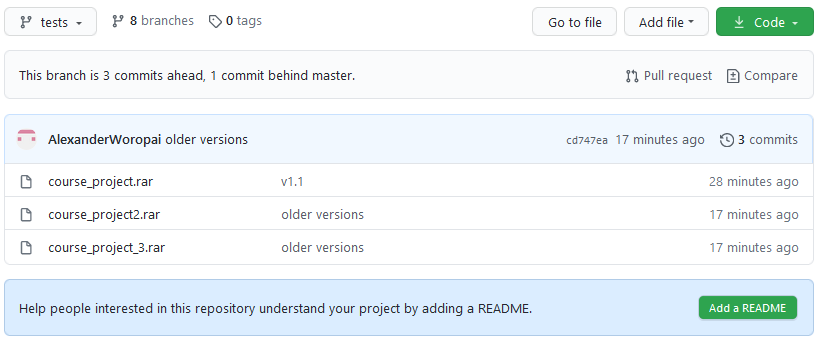 tests 8 branches 0 tags Go to file Add file Code
This branch is 3 commits ahead, 1 commit behind master. Pull request Compare
AlexanderWoropai older versions cd747ea 17 minutes ago 3 commits
course_project.rar v1.1 28 minutes ago
course_project2.rar older versions 17 minutes ago
course_project_3.rar older versions 17 minutes ago
Help people interested in this repository understand your project by adding a README. Add a README